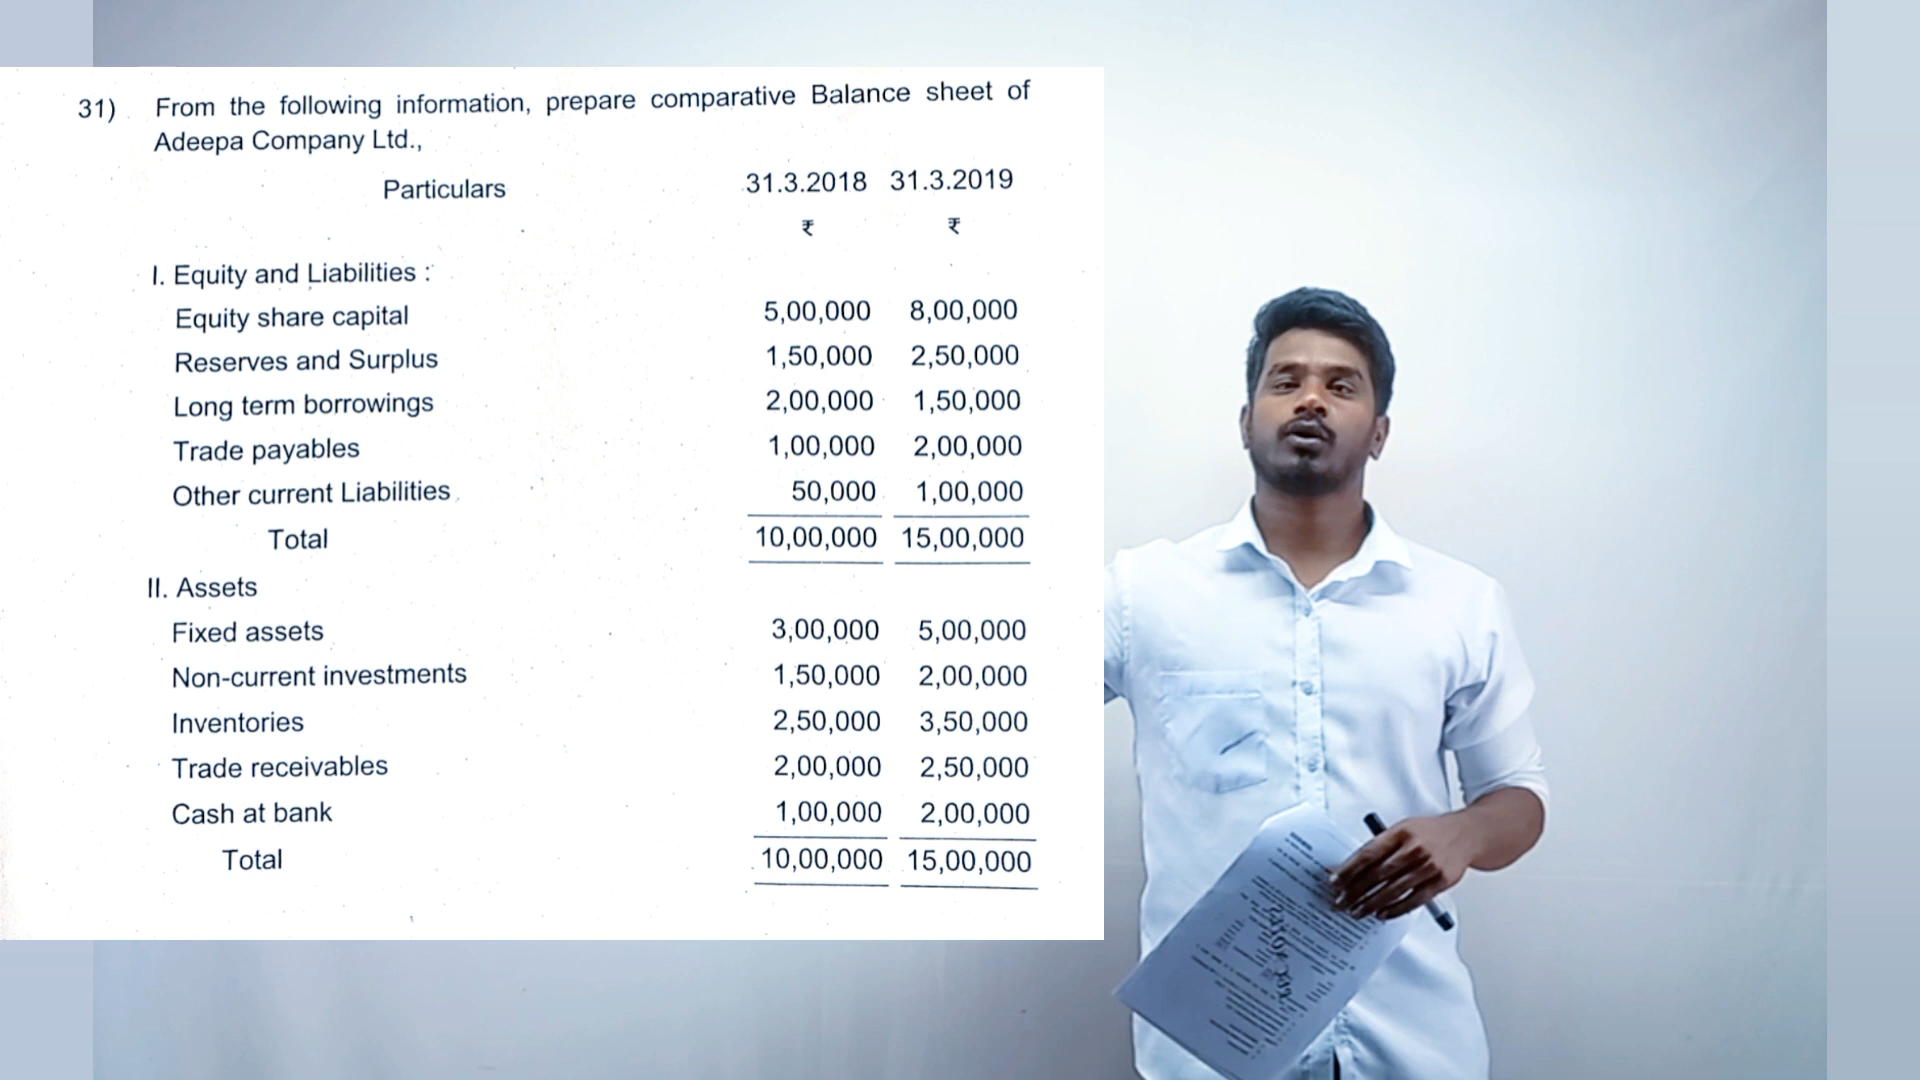 31) From the following information, prepare comparative Balance sheet of
Adeepa Company Ltd.,
Particulars 31.3.2018 31.3.2019
₹ ₹
I. Equity and Liabilities :
Equity share capital 5,00,000 8,00,000
Reserves and Surplus 1,50,000 2,50,000
Long term borrowings 2,00,000 1,50,000
Trade payables 1,00,000 2,00,000
Other current Liabilities 50,000 1,00,000
Total 10,00,000 15,00,000
II. Assets
Fixed assets 3,00,000 5,00,000
Non-current investments 1,50,000 2,00,000
Inventories 2,50,000 3,50,000
Trade receivables 2,00,000 2,50,000
Cash at bank 1,00,000 2,00,000
Total 10,00,000 15,00,000